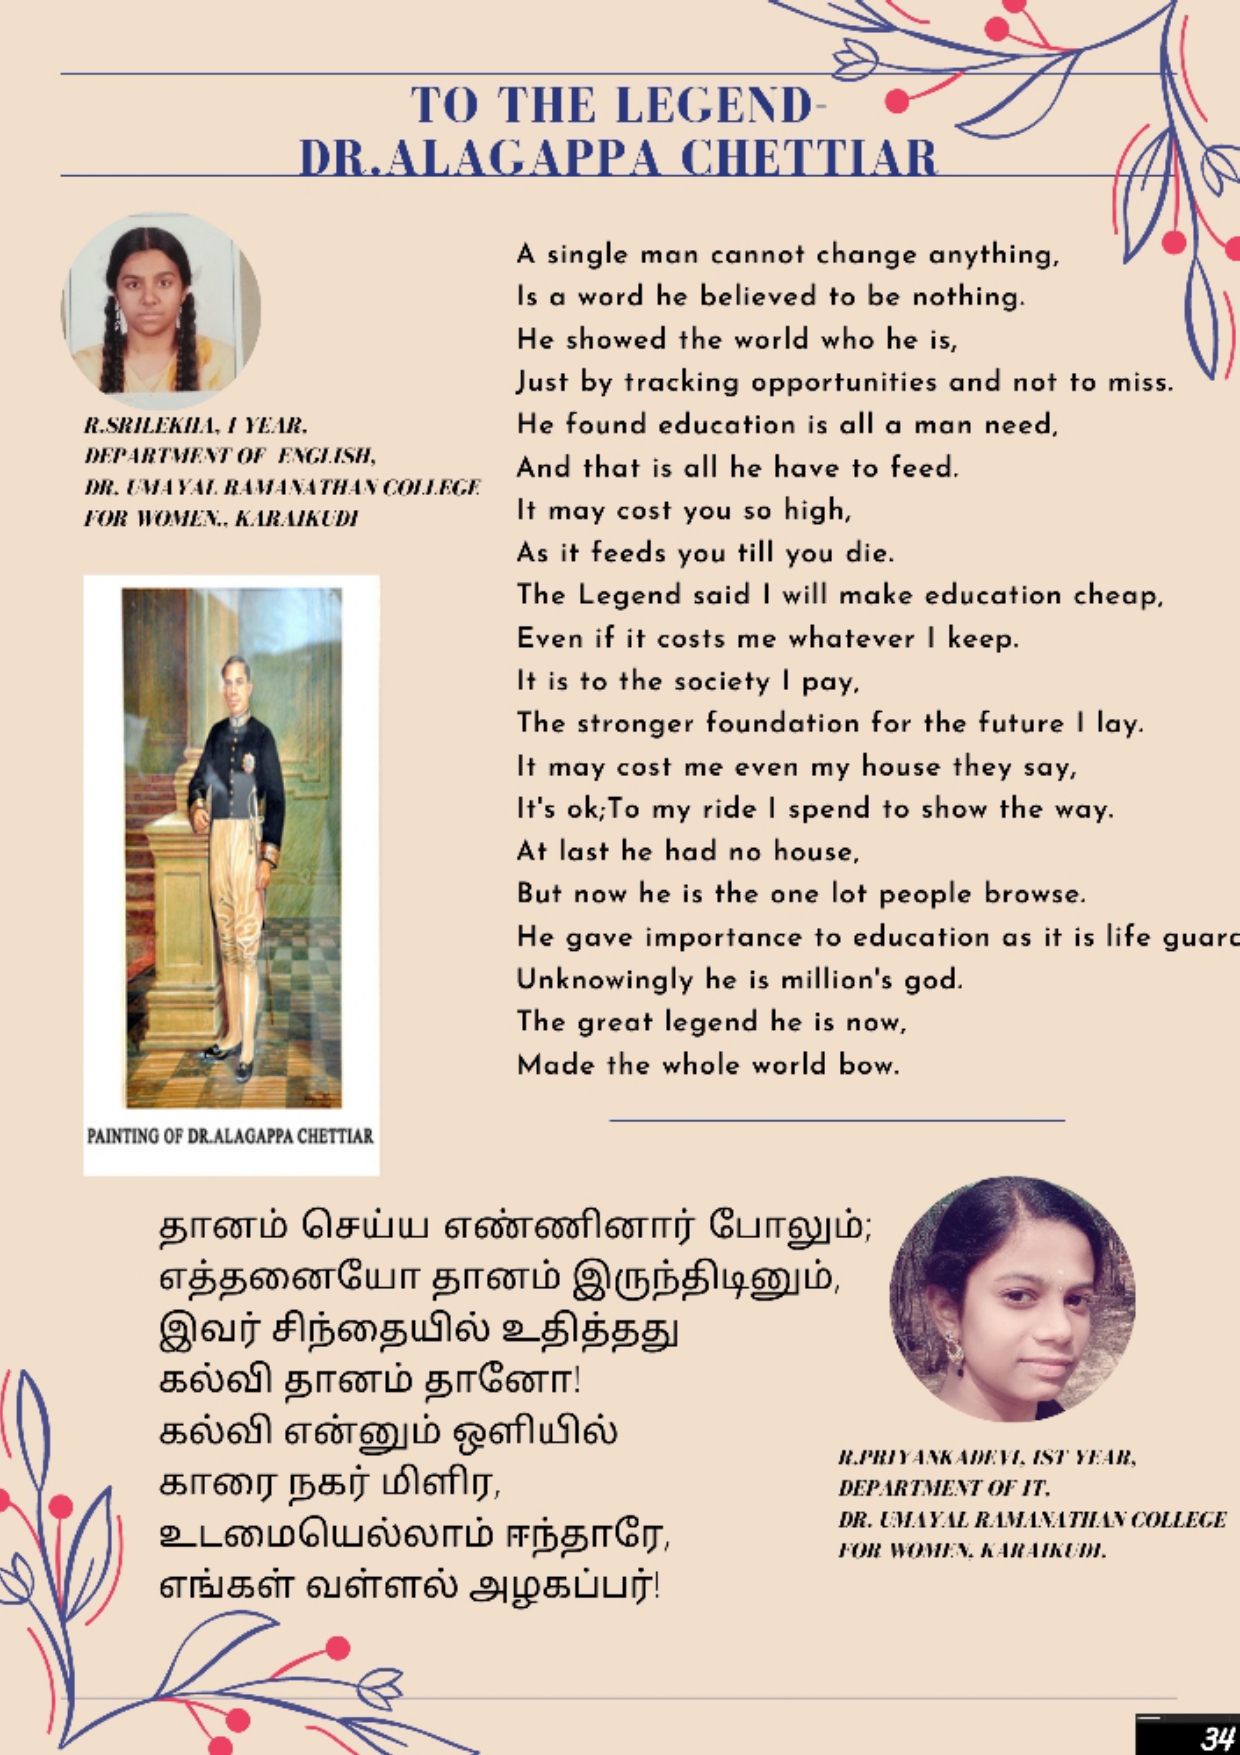 TO THE LEGEND-
DR.ALAGAPPA CHETTIAR
R.SRILEKHA, I YEAR,
DEPARTMENT OF ENGLISH,
DR. UMAYAL RAMANATHAN COLLEGE
FOR WOMEN., KARAIKUDI
A single man cannot change anything,
Is a word he believed to be nothing.
He showed the world who he is,
Just by tracking opportunities and not to miss.
He found education is all a man need,
And that is all he have to feed.
It may cost you so high,
As it feeds you till you die.
The Legend said I will make education cheap,
Even if it costs me whatever I keep.
It is to the society I pay,
The stronger foundation for the future I lay.
It may cost me even my house they say,
It's ok;To my ride I spend to show the way.
At last he had no house,
But now he is the one lot people browse.
He gave importance to education as it is life
Unknowingly he is million's god.
The great legend he is now,
Made the whole world bow.
PAINTING OF DR.ALAGAPPA CHETTIAR
தானம் செய்ய எண்ணினார் போலும்;
எத்தனையோ தானம் இருந்திடினும்,
இவர் சிந்தையில் உதித்தது
கல்வி தானம் தானோ!
கல்வி என்னும் ஒளியில்
காரை நகர் மிளிர,
உடமையெல்லாம் ஈந்தாரே,
எங்கள் வள்ளல் அழகப்பர்!
R.PRIYANKADEVI, IST YEAR,
DEPARTMENT OF IT,
DR. UMAYAL RAMANATHAN COLLEGE
FOR WOMEN, KARAIKUDI.
34